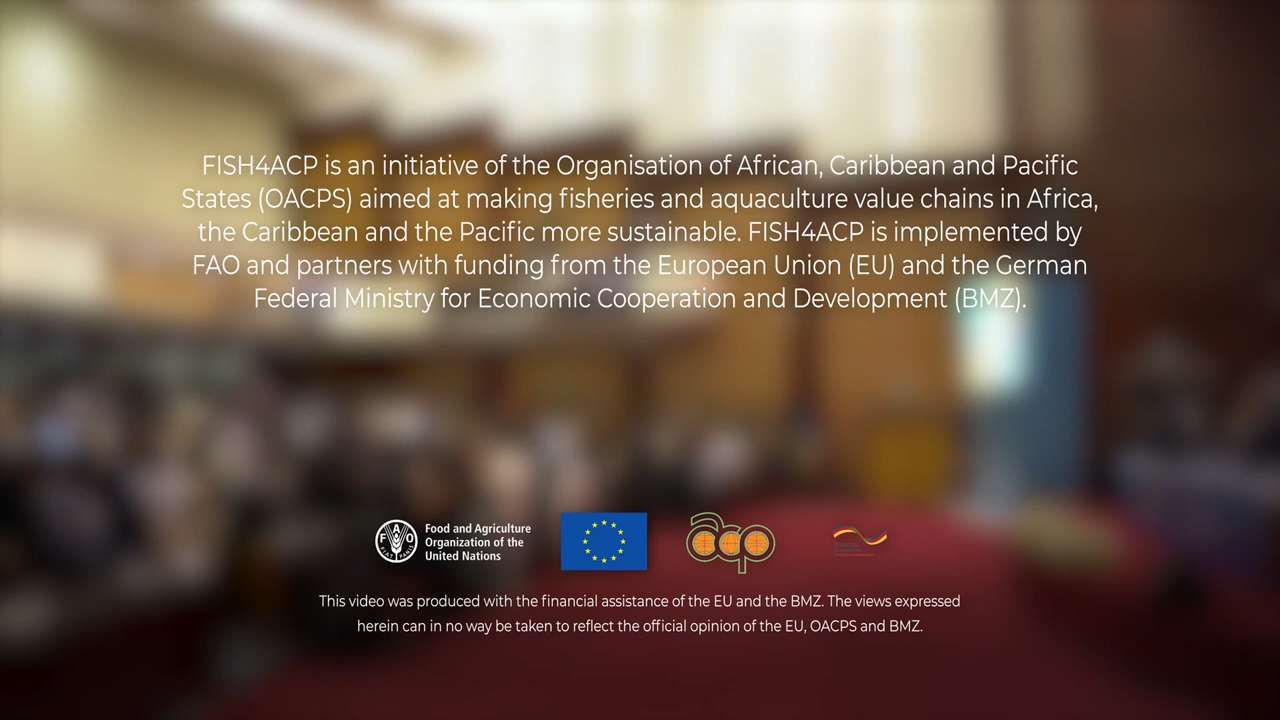 FISH4ACP is an initiative of the Organisation of African, Caribbean and Pacific
States (OACPS) aimed at making fisheries and aquaculture value chains in Africa,
the Caribbean and the Pacific more sustainable. FISH4ACP is implemented by
FAO and partners with funding from the European Union (EU) and the German
Federal Ministry for Economic Cooperation and Development (BMZ).
FAO
FIAT PANIS
Food and Agriculture
Organization of the
United Nations
acp
This video was produced with the financial assistance of the EU and the BMZ. The views expressed
herein can in no way be taken to reflect the official opinion of the EU, OACPS and BMZ.